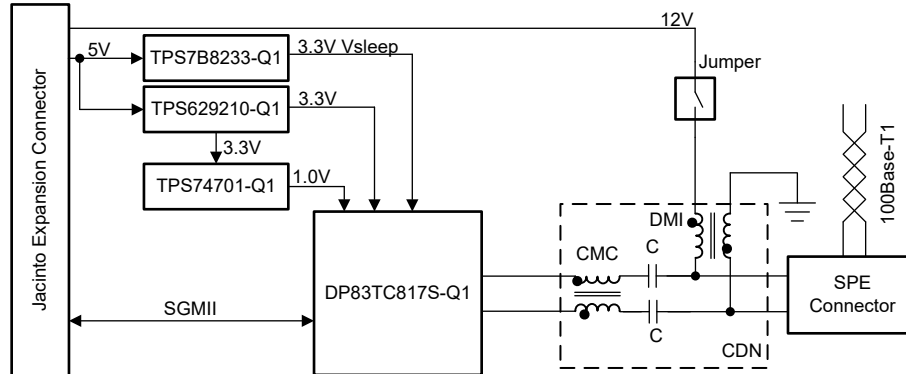 12V
5V
TPS7B8233-Q1
3.3V Vsleep
Jumper
TPS629210-Q1
3.3V
3.3V
TPS74701-Q1
1.0V
Jacinto Expansion Connector
100Base-T1
DMI
CMC
C
DP83TC817S-Q1
SPE
Connector
SGMII
C
CDN